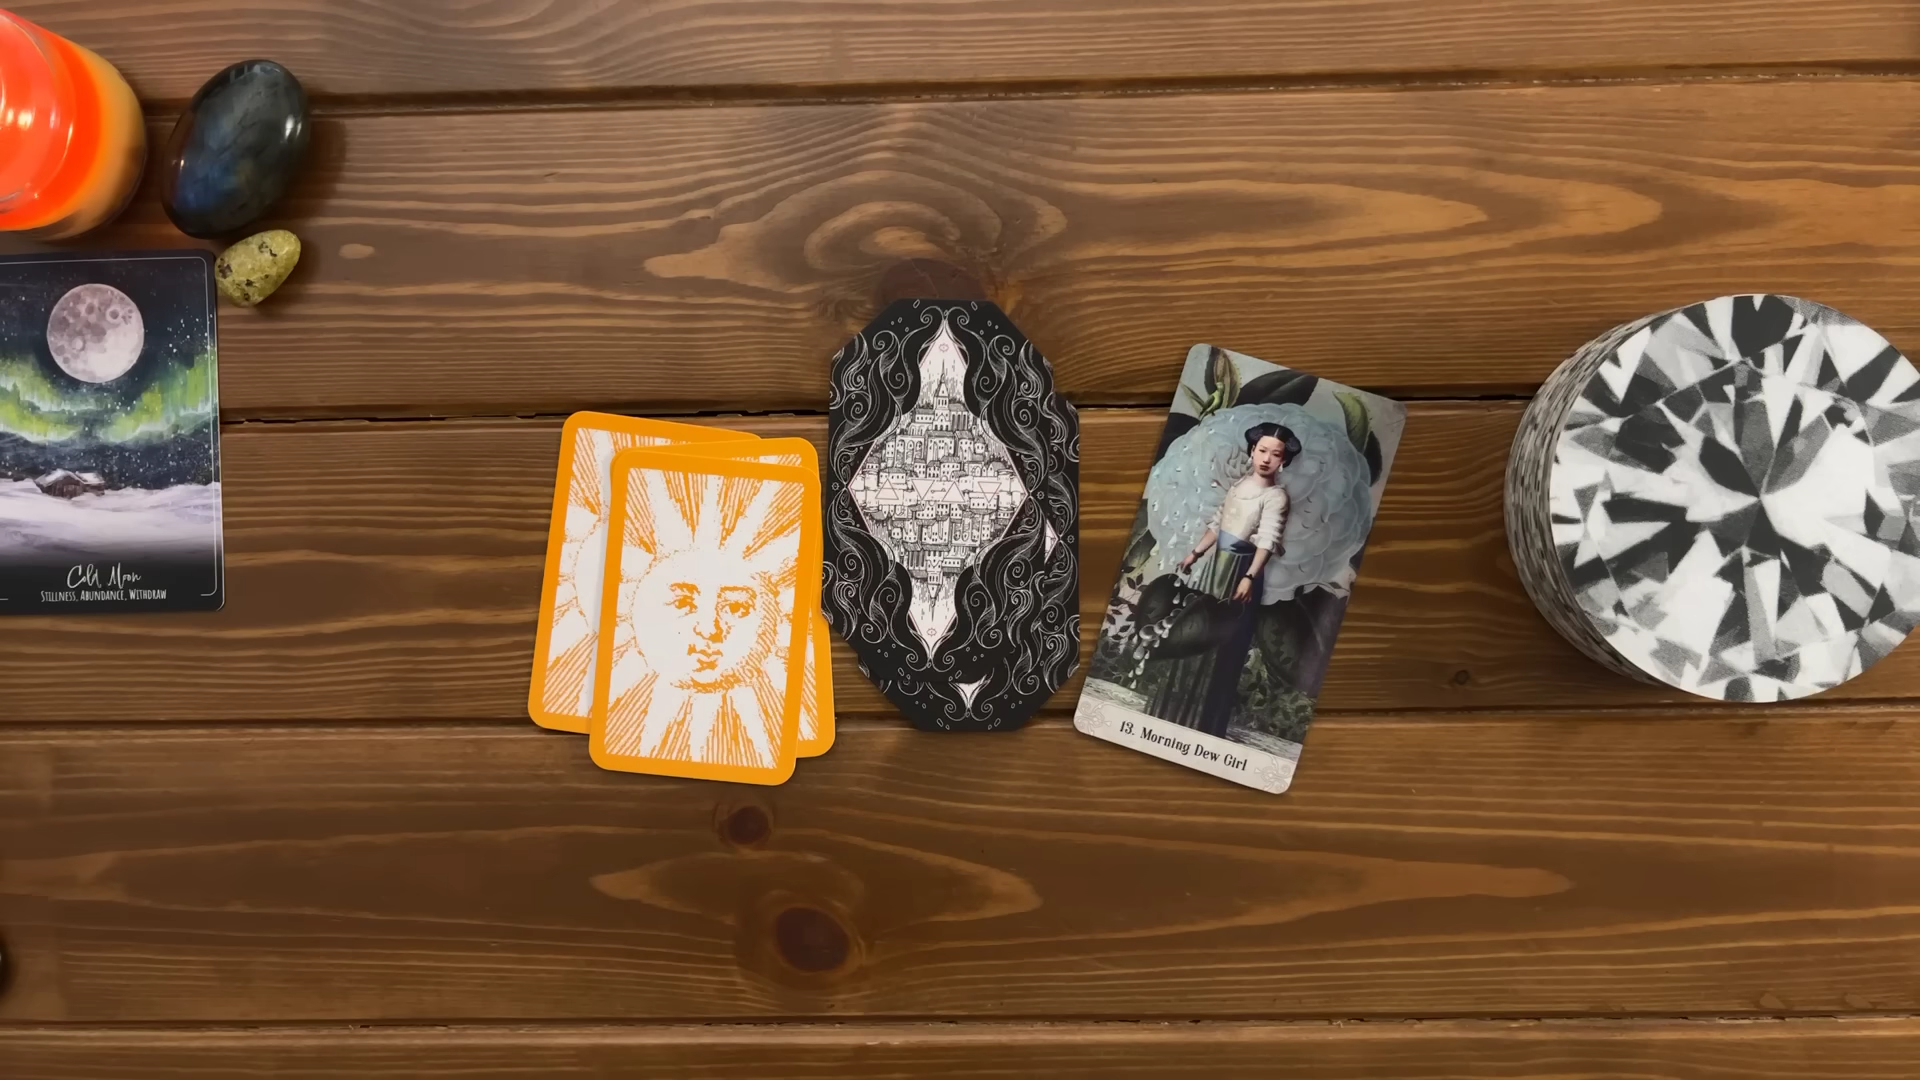 Cold Moon
STILLNESS, ABUNDANCE, WITHDRAW
13. Morning Dew Girl